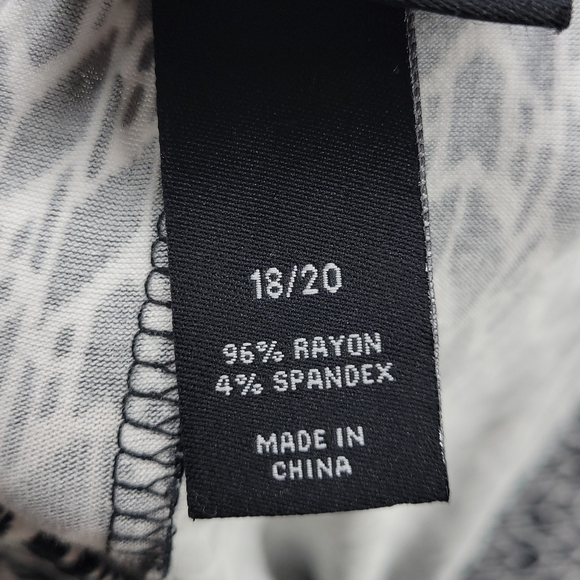 18/20
96% RAYON
4% SPANDEX
MADE IN
CHINA